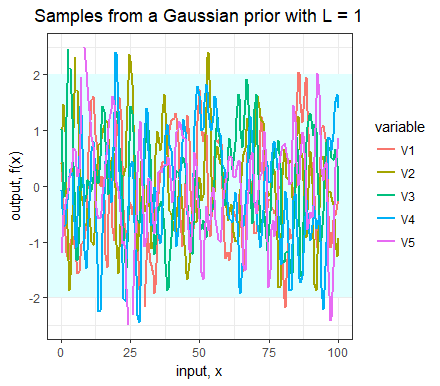 Samples from a Gaussian prior with L = 1
output, f(x)
2
1
0
-1
-2
0
25
50
75
100
input, x
variable
V1
V2
V3
V4
V5